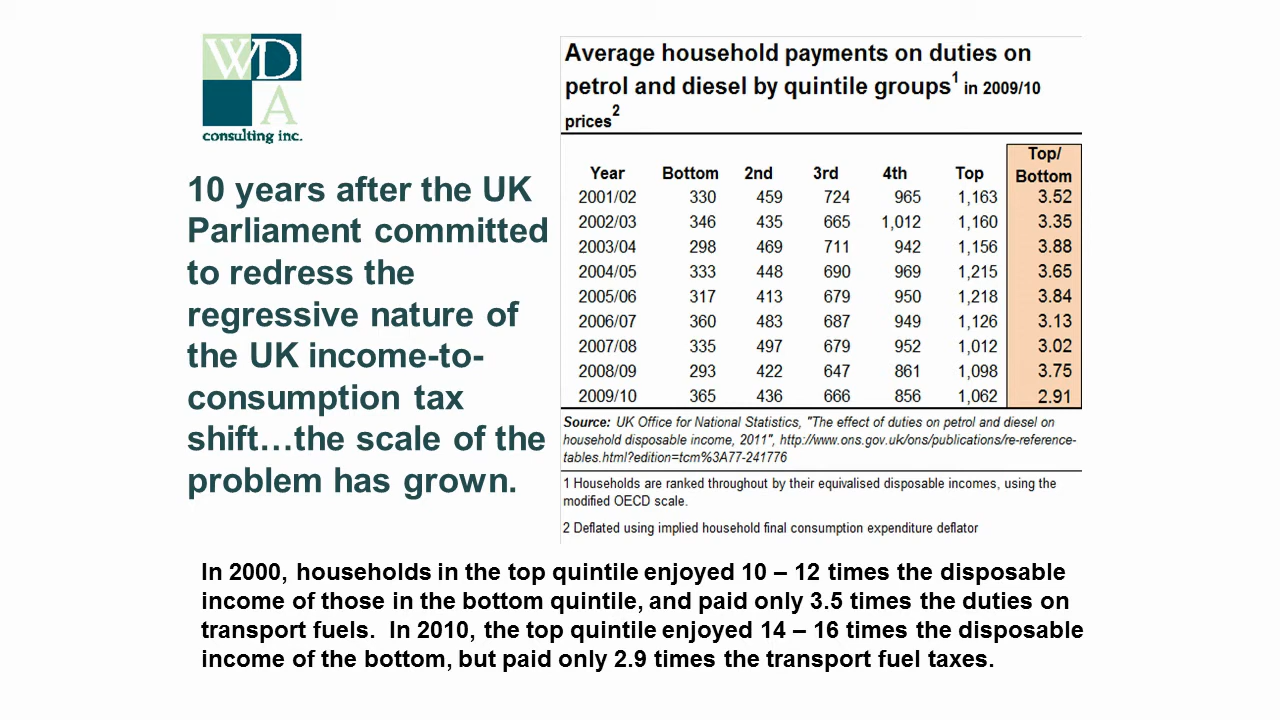 WDA
consulting inc.
10 years after the UK
Parliament committed
to redress the
regressive nature of
the UK income-to-
consumption tax
shift…the scale of the
problem has grown.
Average household payments on duties on
petrol and diesel by quintile groups1 in 2009/10
prices2
Top/
Year Bottom 2nd 3rd 4th Top Bottom
2001/02 330 459 724 965 1,163 3.52
2002/03 346 435 665 1,012 1,160 3.35
2003/04 298 469 711 942 1,156 3.88
2004/05 333 448 690 969 1,215 3.65
2005/06 317 413 679 950 1,218 3.84
2006/07 360 483 687 949 1,126 3.13
2007/08 335 497 679 952 1,012 3.02
2008/09 293 422 647 861 1,098 3.75
2009/10 365 436 666 856 1,062 2.91
Source: UK Office for National Statistics, "The effect of duties on petrol and diesel on
household disposable income, 2011", http://www.ons.gov.uk/ons/publications/re-reference-
tables.html?edition=tcm%3A77-241776
1 Households are ranked throughout by their equivalised disposable incomes, using the
modified OECD scale.
2 Deflated using implied household final consumption expenditure deflator
In 2000, households in the top quintile enjoyed 10 – 12 times the disposable
income of those in the bottom quintile, and paid only 3.5 times the duties on
transport fuels. In 2010, the top quintile enjoyed 14 – 16 times the disposable
income of the bottom, but paid only 2.9 times the transport fuel taxes.